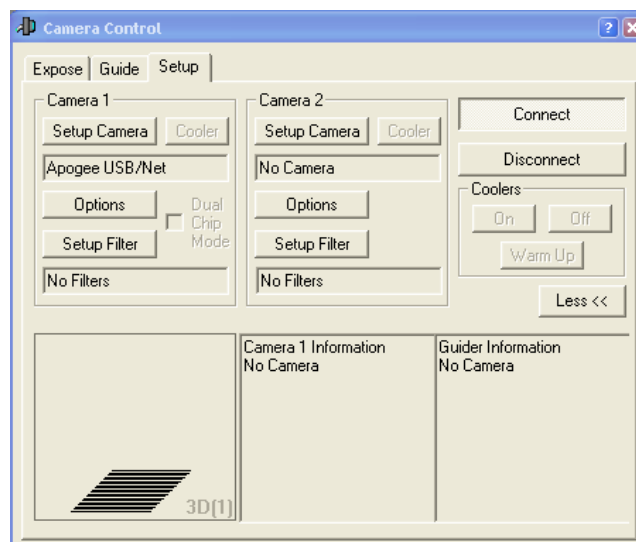 Camera Control
Expose Guide Setup
Camera 1
Setup Camera Cooler
Apogee USB/Net
Options
Dual Chip Mode
Setup Filter
No Filters
Camera 2
Setup Camera Cooler
No Camera
Options
Setup Filter
No Filters
Connect
Disconnect
Coolers
On Off
Warm Up
Less <<
3D(1)
Camera 1 Information
No Camera
Guider Information
No Camera